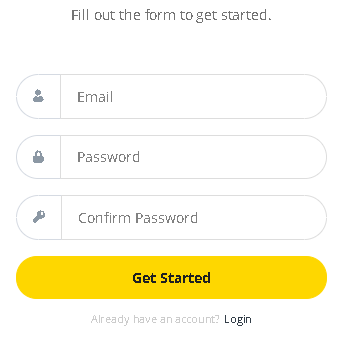 Fill out the form to get started.
Email
Password
Confirm Password
Get Started
Already have an account? Login